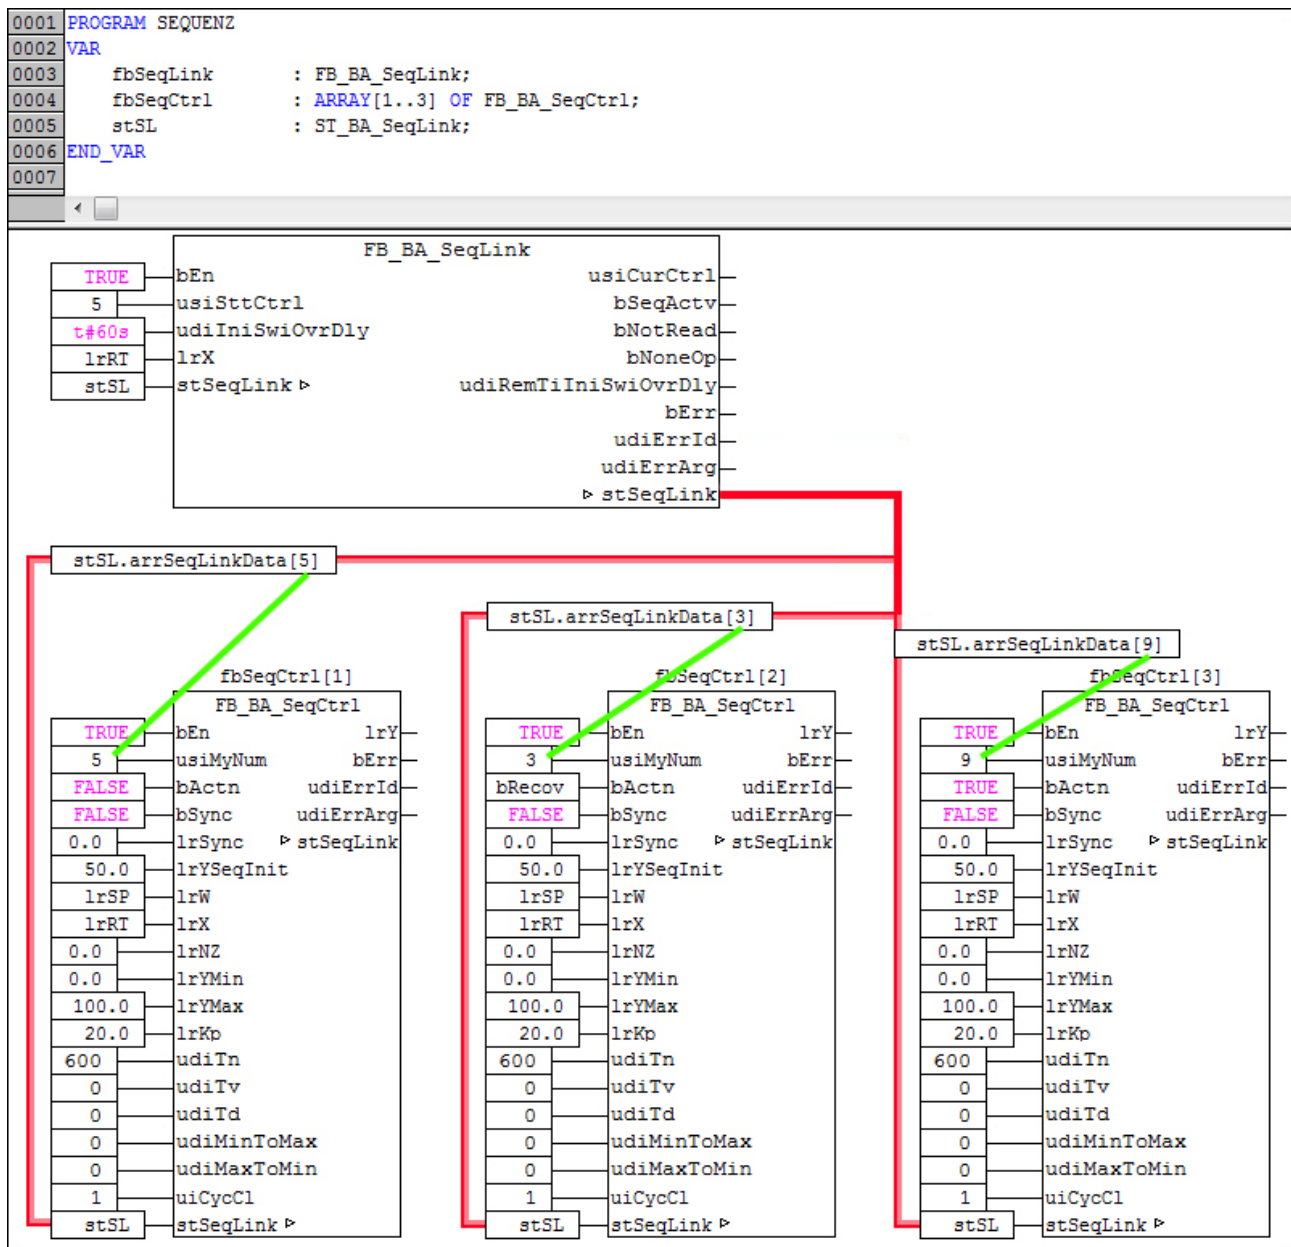 0001 PROGRAM SEQUENZ
0002 VAR
0003 fbSeqLink : FB_BA_SeqLink;
0004 fbSeqCtrl : ARRAY[1..3] OF FB_BA_SeqCtrl;
0005 stSL : ST_BA_SeqLink;
0006 END_VAR
0007
FB_BA_SeqLink
TRUE bEn usiCurCtrl
5 usiSttCtrl bSeqActv
t#60s udiIniSwiOvrDly bNotRead
lrRT lrX bNoneOp
stSL stSeqLink udiRemTiIniSwiOvrDly
bErr
udiErrId
udiErrArg
stSeqLink
stSL.arrSeqLinkData[5]
stSL.arrSeqLinkData[3]
stSL.arrSeqLinkData[9]
fbSeqCtrl[1]
FB_BA_SeqCtrl
TRUE bEn lrY
5 usiMyNum bErr
FALSE bActn udiErrId
FALSE bSync udiErrArg
0.0 lrSync stSeqLink
50.0 lrYSeqInit
lrSP lrW
lrRT lrX
0.0 lrNZ
0.0 lrYMin
100.0 lrYMax
20.0 lrKp
600 udiTn
0 udiTv
0 udiTd
0 udiMinToMax
0 udiMaxToMin
1 uiCycCl
stSL stSeqLink
fbSeqCtrl[2]
FB_BA_SeqCtrl
TRUE bEn lrY
3 usiMyNum bErr
bRecov bActn udiErrId
FALSE bSync udiErrArg
0.0 lrSync stSeqLink
50.0 lrYSeqInit
lrSP lrW
lrRT lrX
0.0 lrNZ
0.0 lrYMin
100.0 lrYMax
20.0 lrKp
600 udiTn
0 udiTv
0 udiTd
0 udiMinToMax
0 udiMaxToMin
1 uiCycCl
stSL stSeqLink
fbSeqCtrl[3]
FB_BA_SeqCtrl
TRUE bEn lrY
9 usiMyNum bErr
TRUE bActn udiErrId
FALSE bSync udiErrArg
0.0 lrSync stSeqLink
50.0 lrYSeqInit
lrSP lrW
lrRT lrX
0.0 lrNZ
0.0 lrYMin
100.0 lrYMax
20.0 lrKp
600 udiTn
0 udiTv
0 udiTd
0 udiMinToMax
0 udiMaxToMin
1 uiCycCl
stSL stSeqLink